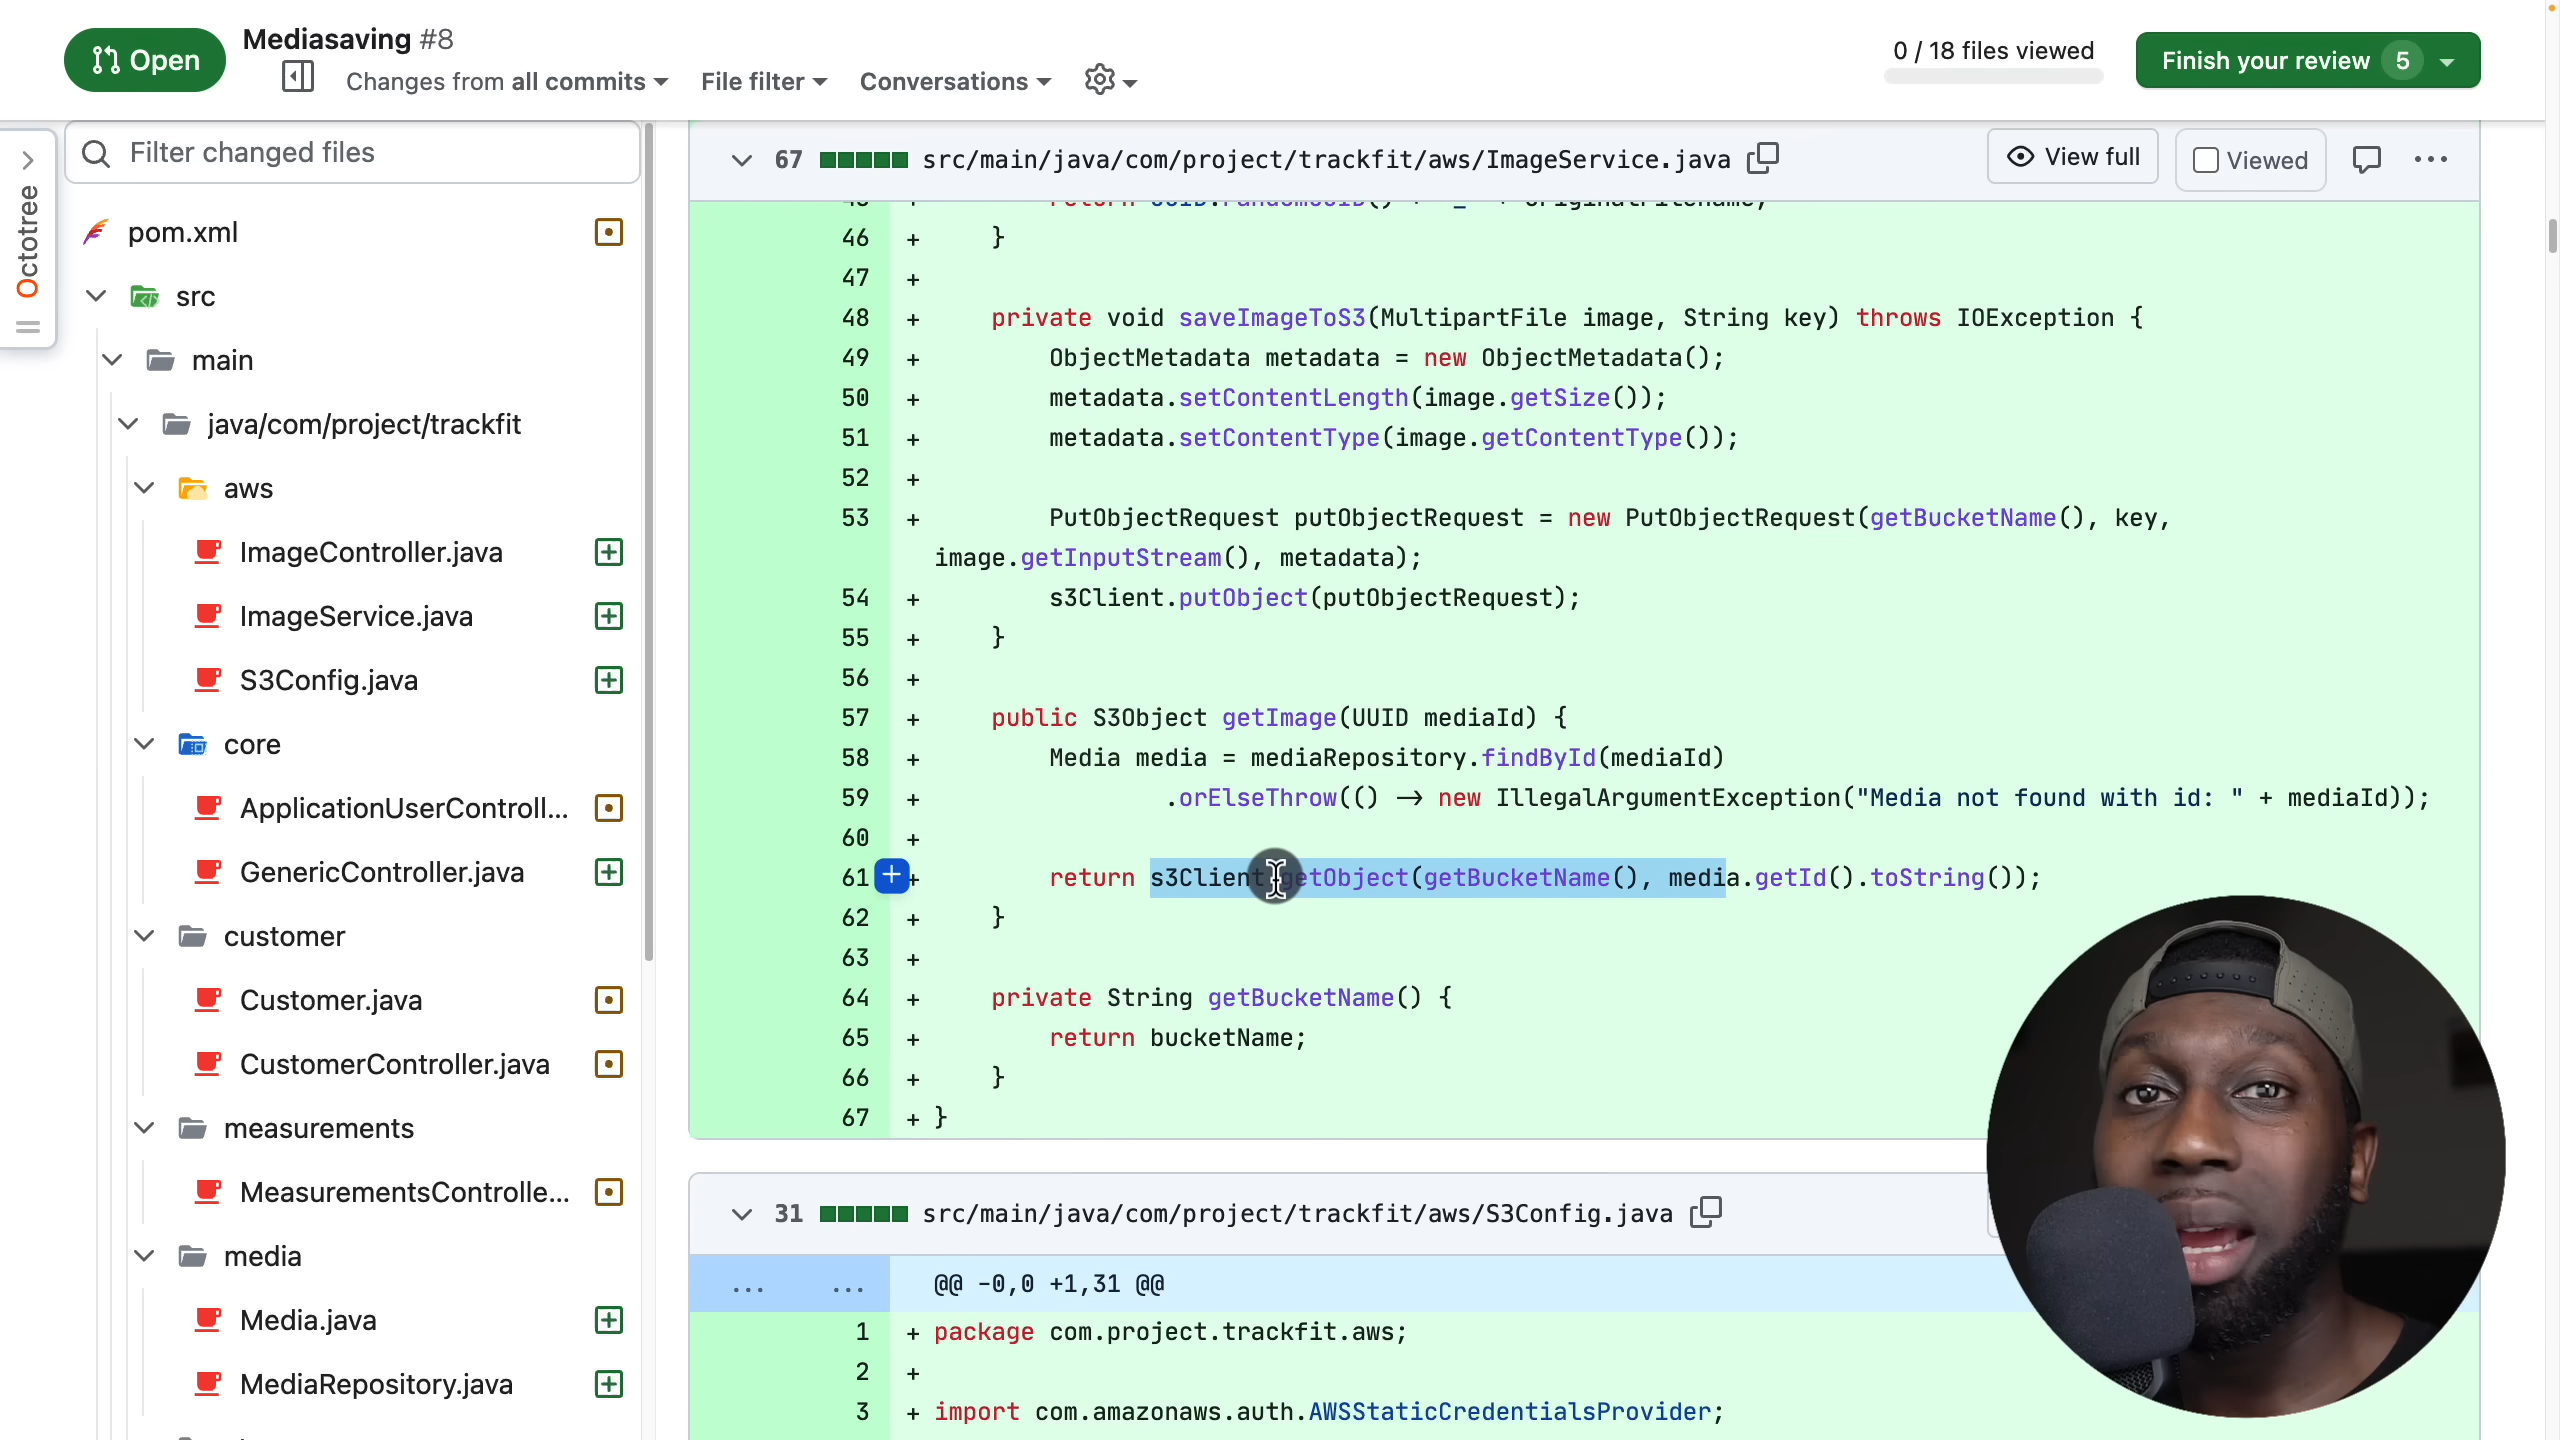 Open
Mediasaving #8
Changes from all commits
File filter
Conversations
0 / 18 files viewed
Finish your review 5
Octotree
Filter changed files
pom.xml
src
main
java/com/project/trackfit
aws
ImageController.java
ImageService.java
S3Config.java
core
ApplicationUserControll...
GenericController.java
customer
Customer.java
CustomerController.java
measurements
MeasurementsControlle...
media
Media.java
MediaRepository.java
67 src/main/java/com/project/trackfit/aws/ImageService.java
View full
Viewed
46 + }
47 +
48 + private void saveImageToS3(MultipartFile image, String key) throws IOException {
49 + ObjectMetadata metadata = new ObjectMetadata();
50 + metadata.setContentLength(image.getSize());
51 + metadata.setContentType(image.getContentType());
52 +
53 + PutObjectRequest putObjectRequest = new PutObjectRequest(getBucketName(), key,
image.getInputStream(), metadata);
54 + s3Client.putObject(putObjectRequest);
55 + }
56 +
57 + public S3Object getImage(UUID mediaId) {
58 + Media media = mediaRepository.findById(mediaId)
59 + .orElseThrow(() -> new IllegalArgumentException("Media not found with id: " + mediaId));
60 +
61 + return s3Client.getObject(getBucketName(), media.getId().toString());
62 + }
63 +
64 + private String getBucketName() {
65 + return bucketName;
66 + }
67 + }
31 src/main/java/com/project/trackfit/aws/S3Config.java
... ... @@ -0,0 +1,31 @@
1 + package com.project.trackfit.aws;
2 +
3 + import com.amazonaws.auth.AWSStaticCredentialsProvider;